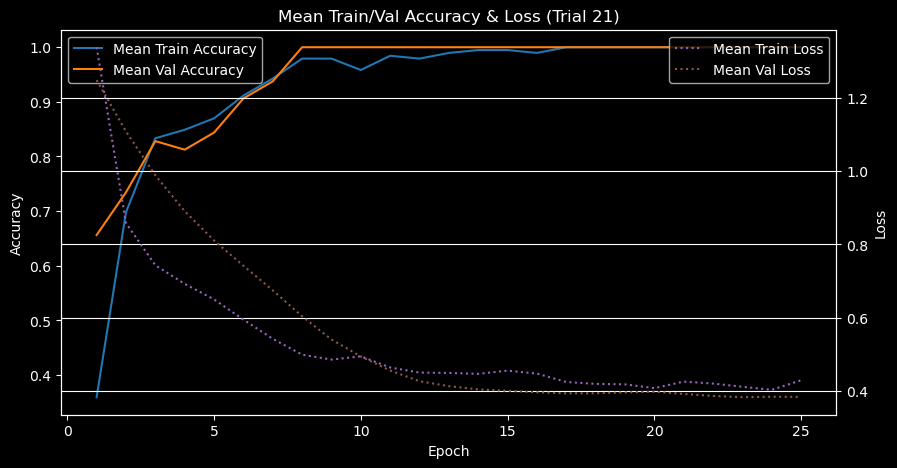 Mean Train/Val Accuracy & Loss (Trial 21)
Mean Train Accuracy
Mean Val Accuracy
Mean Train Loss
Mean Val Loss
1.0
0.9
0.8
0.7
0.6
0.5
0.4
Accuracy
1.2
1.0
0.8
0.6
0.4
Loss
0 5 10 15 20 25
Epoch